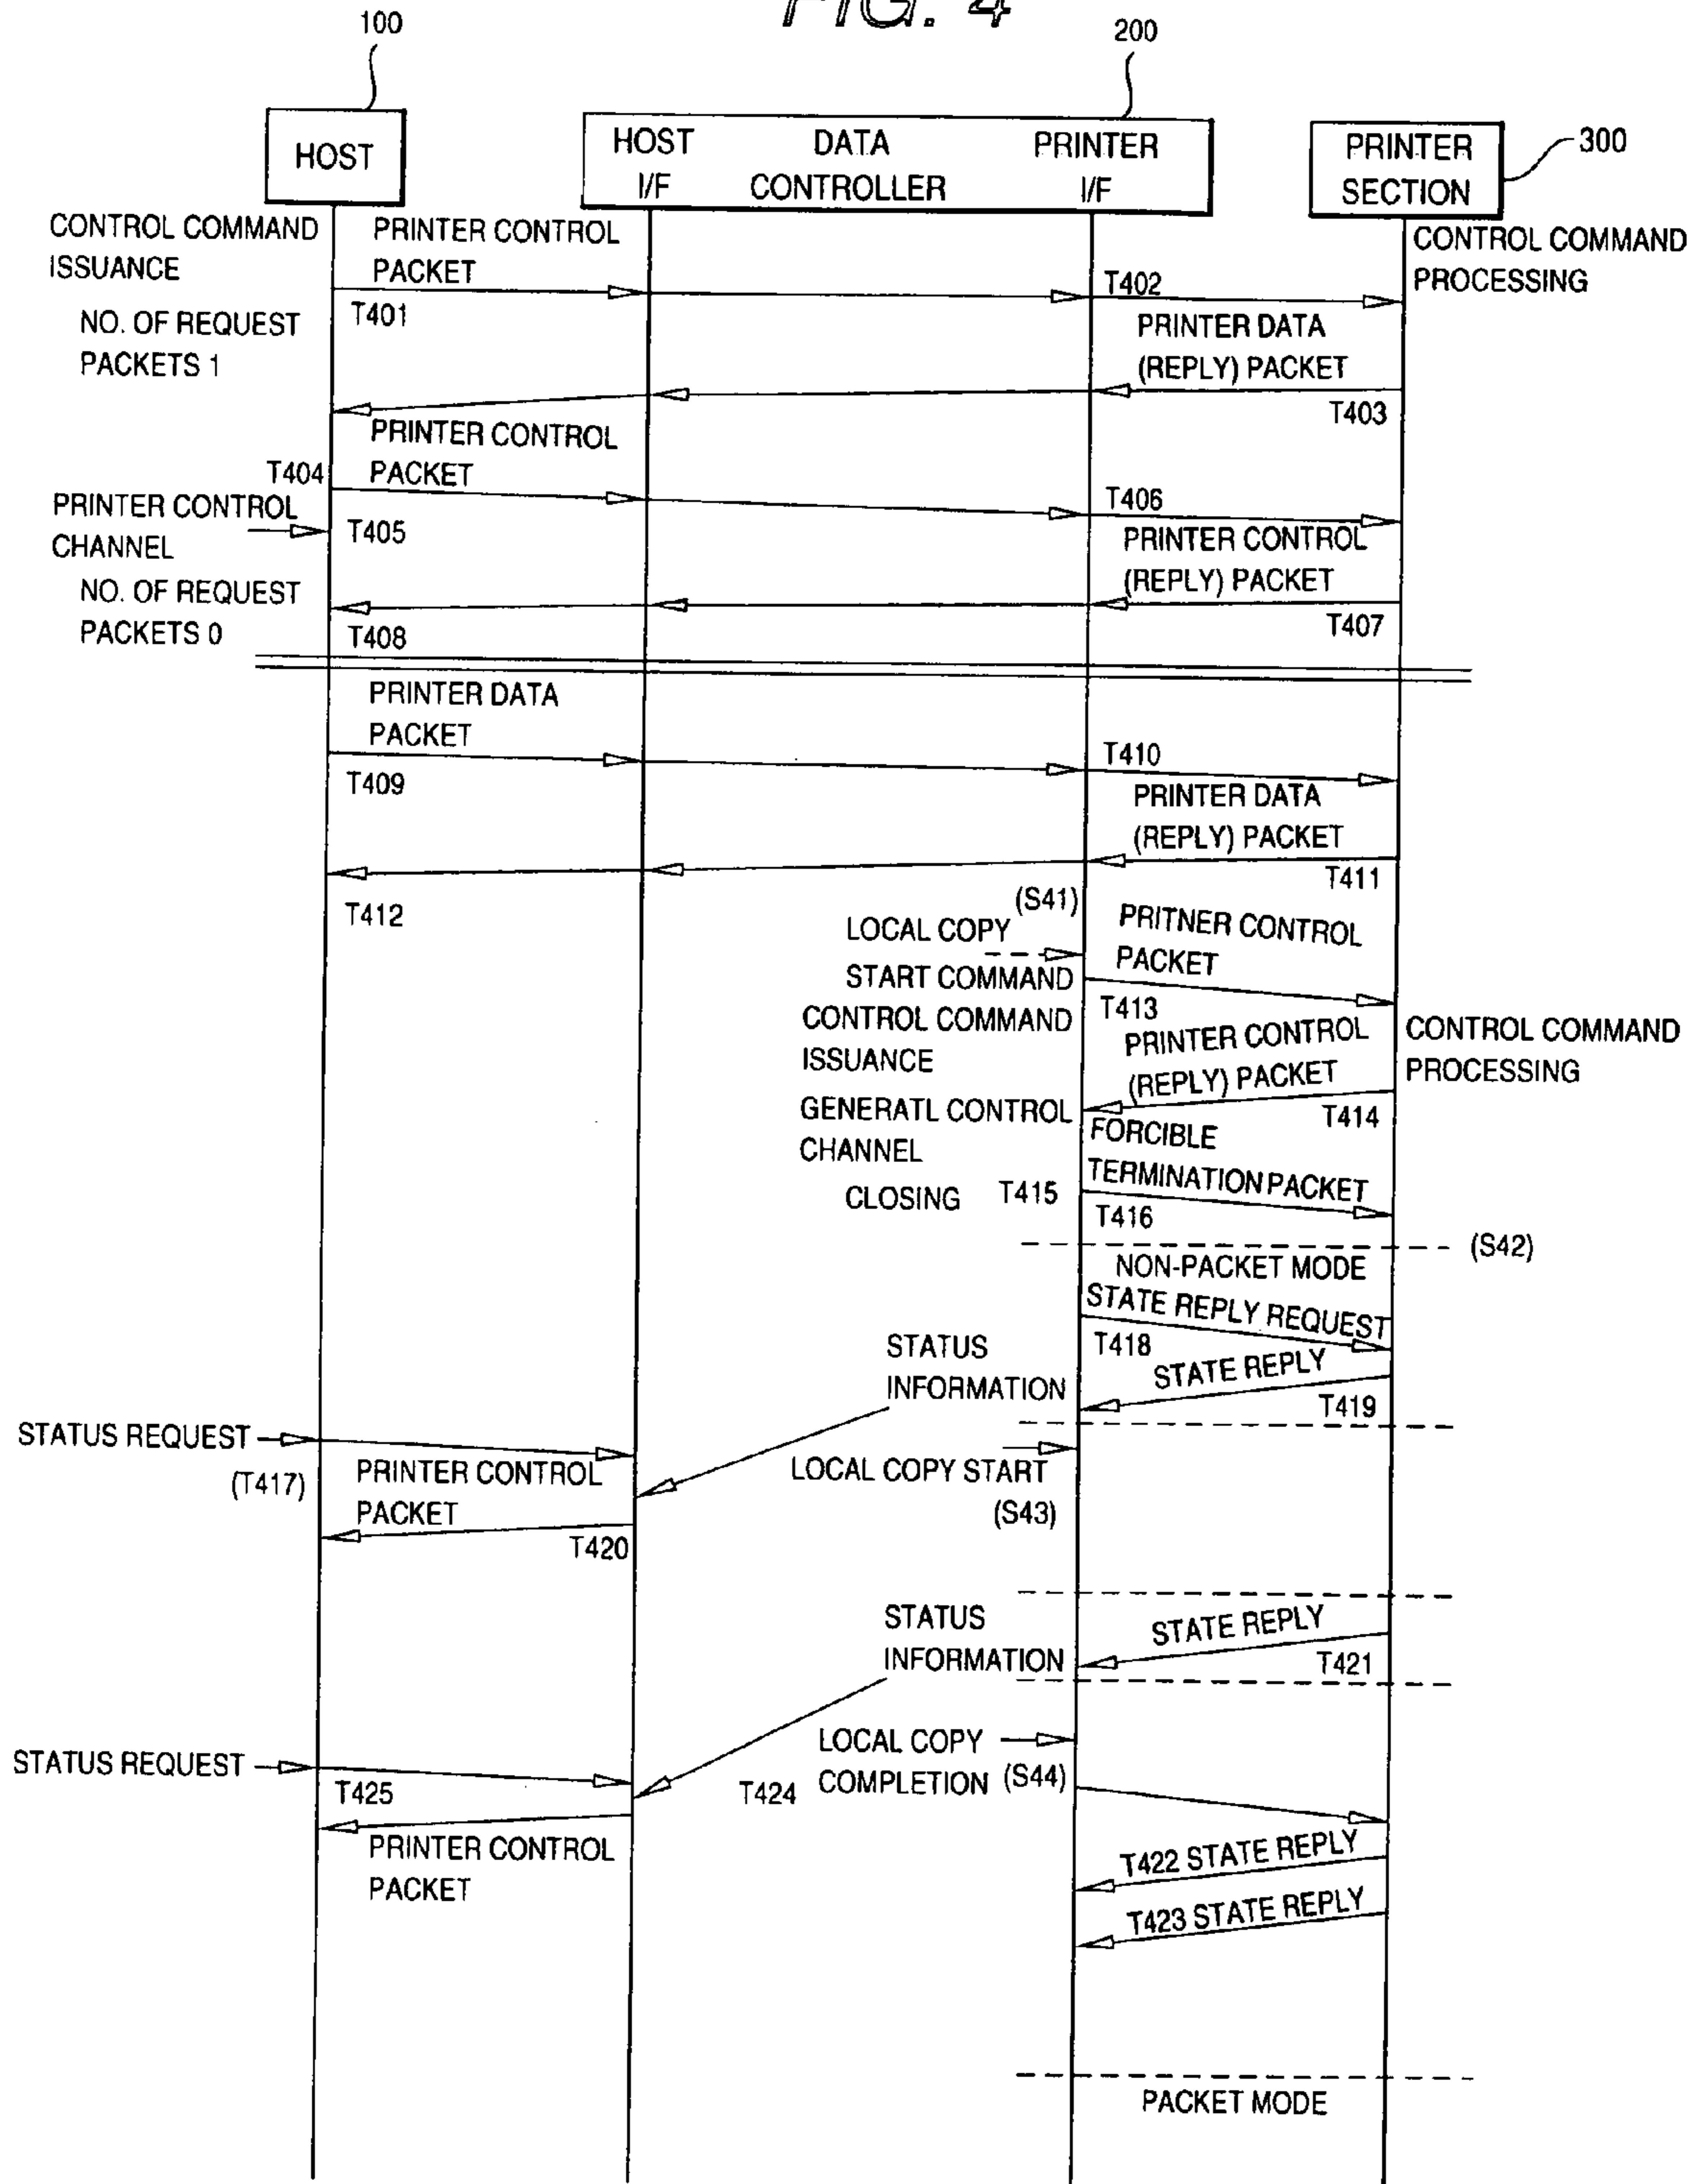 FIG. 4
100
200
HOST
HOST I/F
DATA CONTROLLER
PRINTER I/F
PRINTER SECTION
300
CONTROL COMMAND
ISSUANCE
PRINTER CONTROL
PACKET
CONTROL COMMAND
PROCESSING
T401
T402
NO. OF REQUEST
PACKETS 1
PRINTER DATA
(REPLY) PACKET
T403
PRINTER CONTROL
PACKET
T404
PRINTER CONTROL
CHANNEL
T405
T406
PRINTER CONTROL
(REPLY) PACKET
NO. OF REQUEST
PACKETS 0
T407
T408
PRINTER DATA
PACKET
T409
T410
PRINTER DATA
(REPLY) PACKET
T411
T412
(S41)
LOCAL COPY
START COMMAND
PRITNER CONTROL
PACKET
T413
CONTROL COMMAND
ISSUANCE
PRINTER CONTROL
(REPLY) PACKET
CONTROL COMMAND
PROCESSING
T414
GENERATL CONTROL
CHANNEL
CLOSING
T415
FORCIBLE
TERMINATION PACKET
T416
(S42)
NON-PACKET MODE
STATE REPLY REQUEST
T418
STATE REPLY
T419
STATUS
INFORMATION
STATUS REQUEST
(T417)
PRINTER CONTROL
PACKET
T420
LOCAL COPY START
(S43)
STATUS
INFORMATION
STATE REPLY
T421
LOCAL COPY
COMPLETION (S44)
STATUS REQUEST
T425
T424
PRINTER CONTROL
PACKET
T422 STATE REPLY
T423 STATE REPLY
PACKET MODE